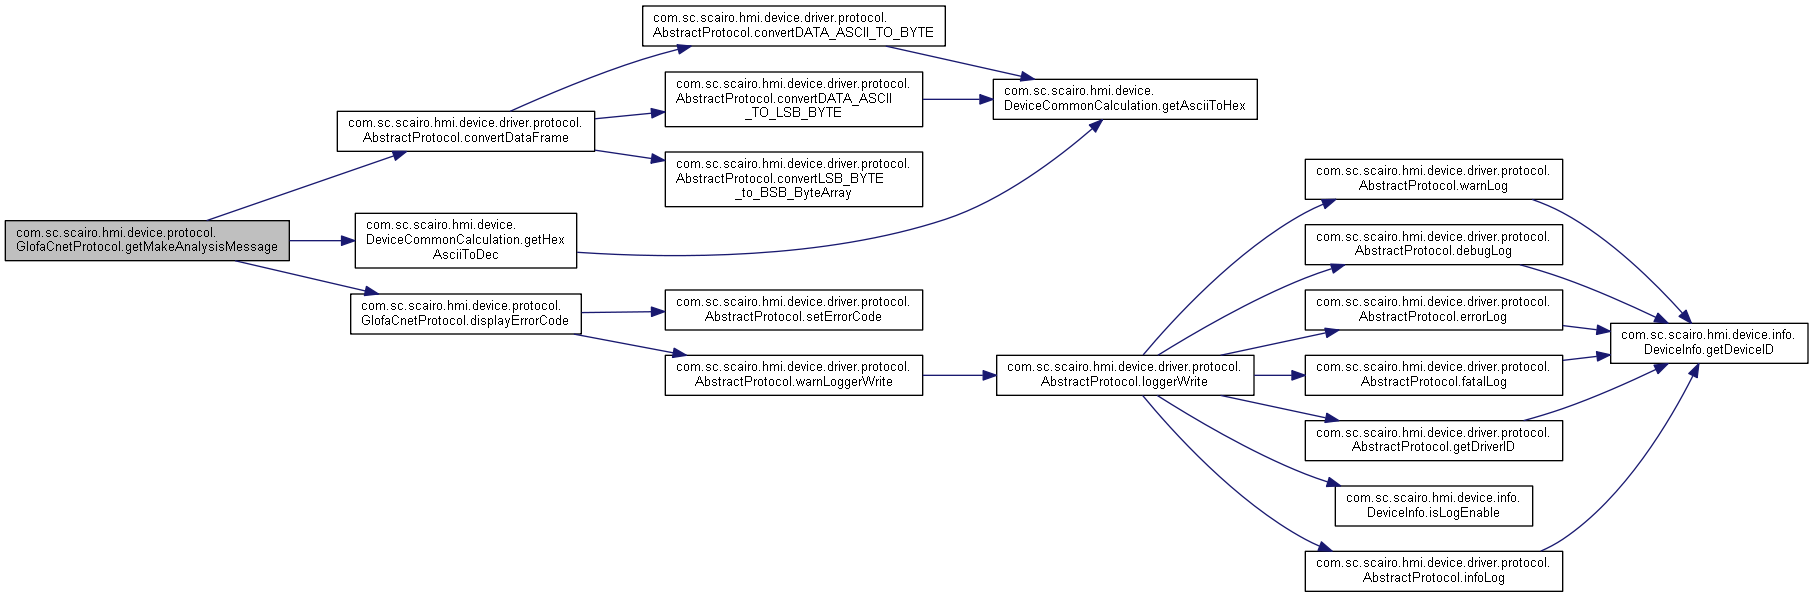 com.sc.scairo.hmi.device.protocol.
GlofaCnetProtocol.getMakeAnalysisMessage
com.sc.scairo.hmi.device.driver.protocol.
AbstractProtocol.convertDataFrame
com.sc.scairo.hmi.device.
DeviceCommonCalculation.getHex
AsciiToDec
com.sc.scairo.hmi.device.protocol.
GlofaCnetProtocol.displayErrorCode
com.sc.scairo.hmi.device.driver.protocol.
AbstractProtocol.convertDATA_ASCII_TO_BYTE
com.sc.scairo.hmi.device.driver.protocol.
AbstractProtocol.convertDATA_ASCII
_TO_LSB_BYTE
com.sc.scairo.hmi.device.driver.protocol.
AbstractProtocol.convertLSB_BYTE
_to_BSB_ByteArray
com.sc.scairo.hmi.device.driver.protocol.
AbstractProtocol.setErrorCode
com.sc.scairo.hmi.device.driver.protocol.
AbstractProtocol.warnLoggerWrite
com.sc.scairo.hmi.device.
DeviceCommonCalculation.getAsciiToHex
com.sc.scairo.hmi.device.driver.protocol.
AbstractProtocol.loggerWrite
com.sc.scairo.hmi.device.driver.protocol.
AbstractProtocol.warnLog
com.sc.scairo.hmi.device.driver.protocol.
AbstractProtocol.debugLog
com.sc.scairo.hmi.device.driver.protocol.
AbstractProtocol.errorLog
com.sc.scairo.hmi.device.driver.protocol.
AbstractProtocol.fatalLog
com.sc.scairo.hmi.device.driver.protocol.
AbstractProtocol.getDriverID
com.sc.scairo.hmi.device.info.
DeviceInfo.isLogEnable
com.sc.scairo.hmi.device.driver.protocol.
AbstractProtocol.infoLog
com.sc.scairo.hmi.device.info.
DeviceInfo.getDeviceID